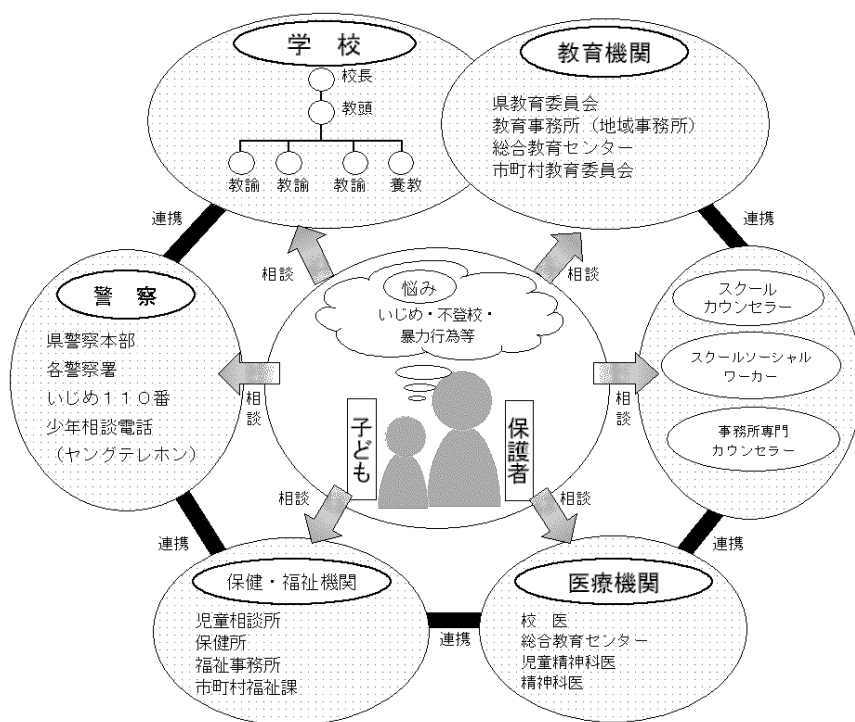 学　校
校長
教頭
教諭
教諭
教諭
養教
教育機関
県教育委員会
教育事務所（地域事務所）
総合教育センター
市町村教育委員会
連携
連携
相談
相談
警　察
県警察本部
各警察署
いじめ１１０番
少年相談電話
（ヤングテレホン）
悩み
いじめ・不登校・
暴力行為等
スクール
カウンセラー
スクールソーシャル
ワーカー
事務所専門
カウンセラー
相談
相談
子ども
保護者
相談
相談
連携
連携
保健・福祉機関
児童相談所
保健所
福祉事務所
市町村福祉課
連携
医療機関
校　医
総合教育センター
児童精神科医
精神科医